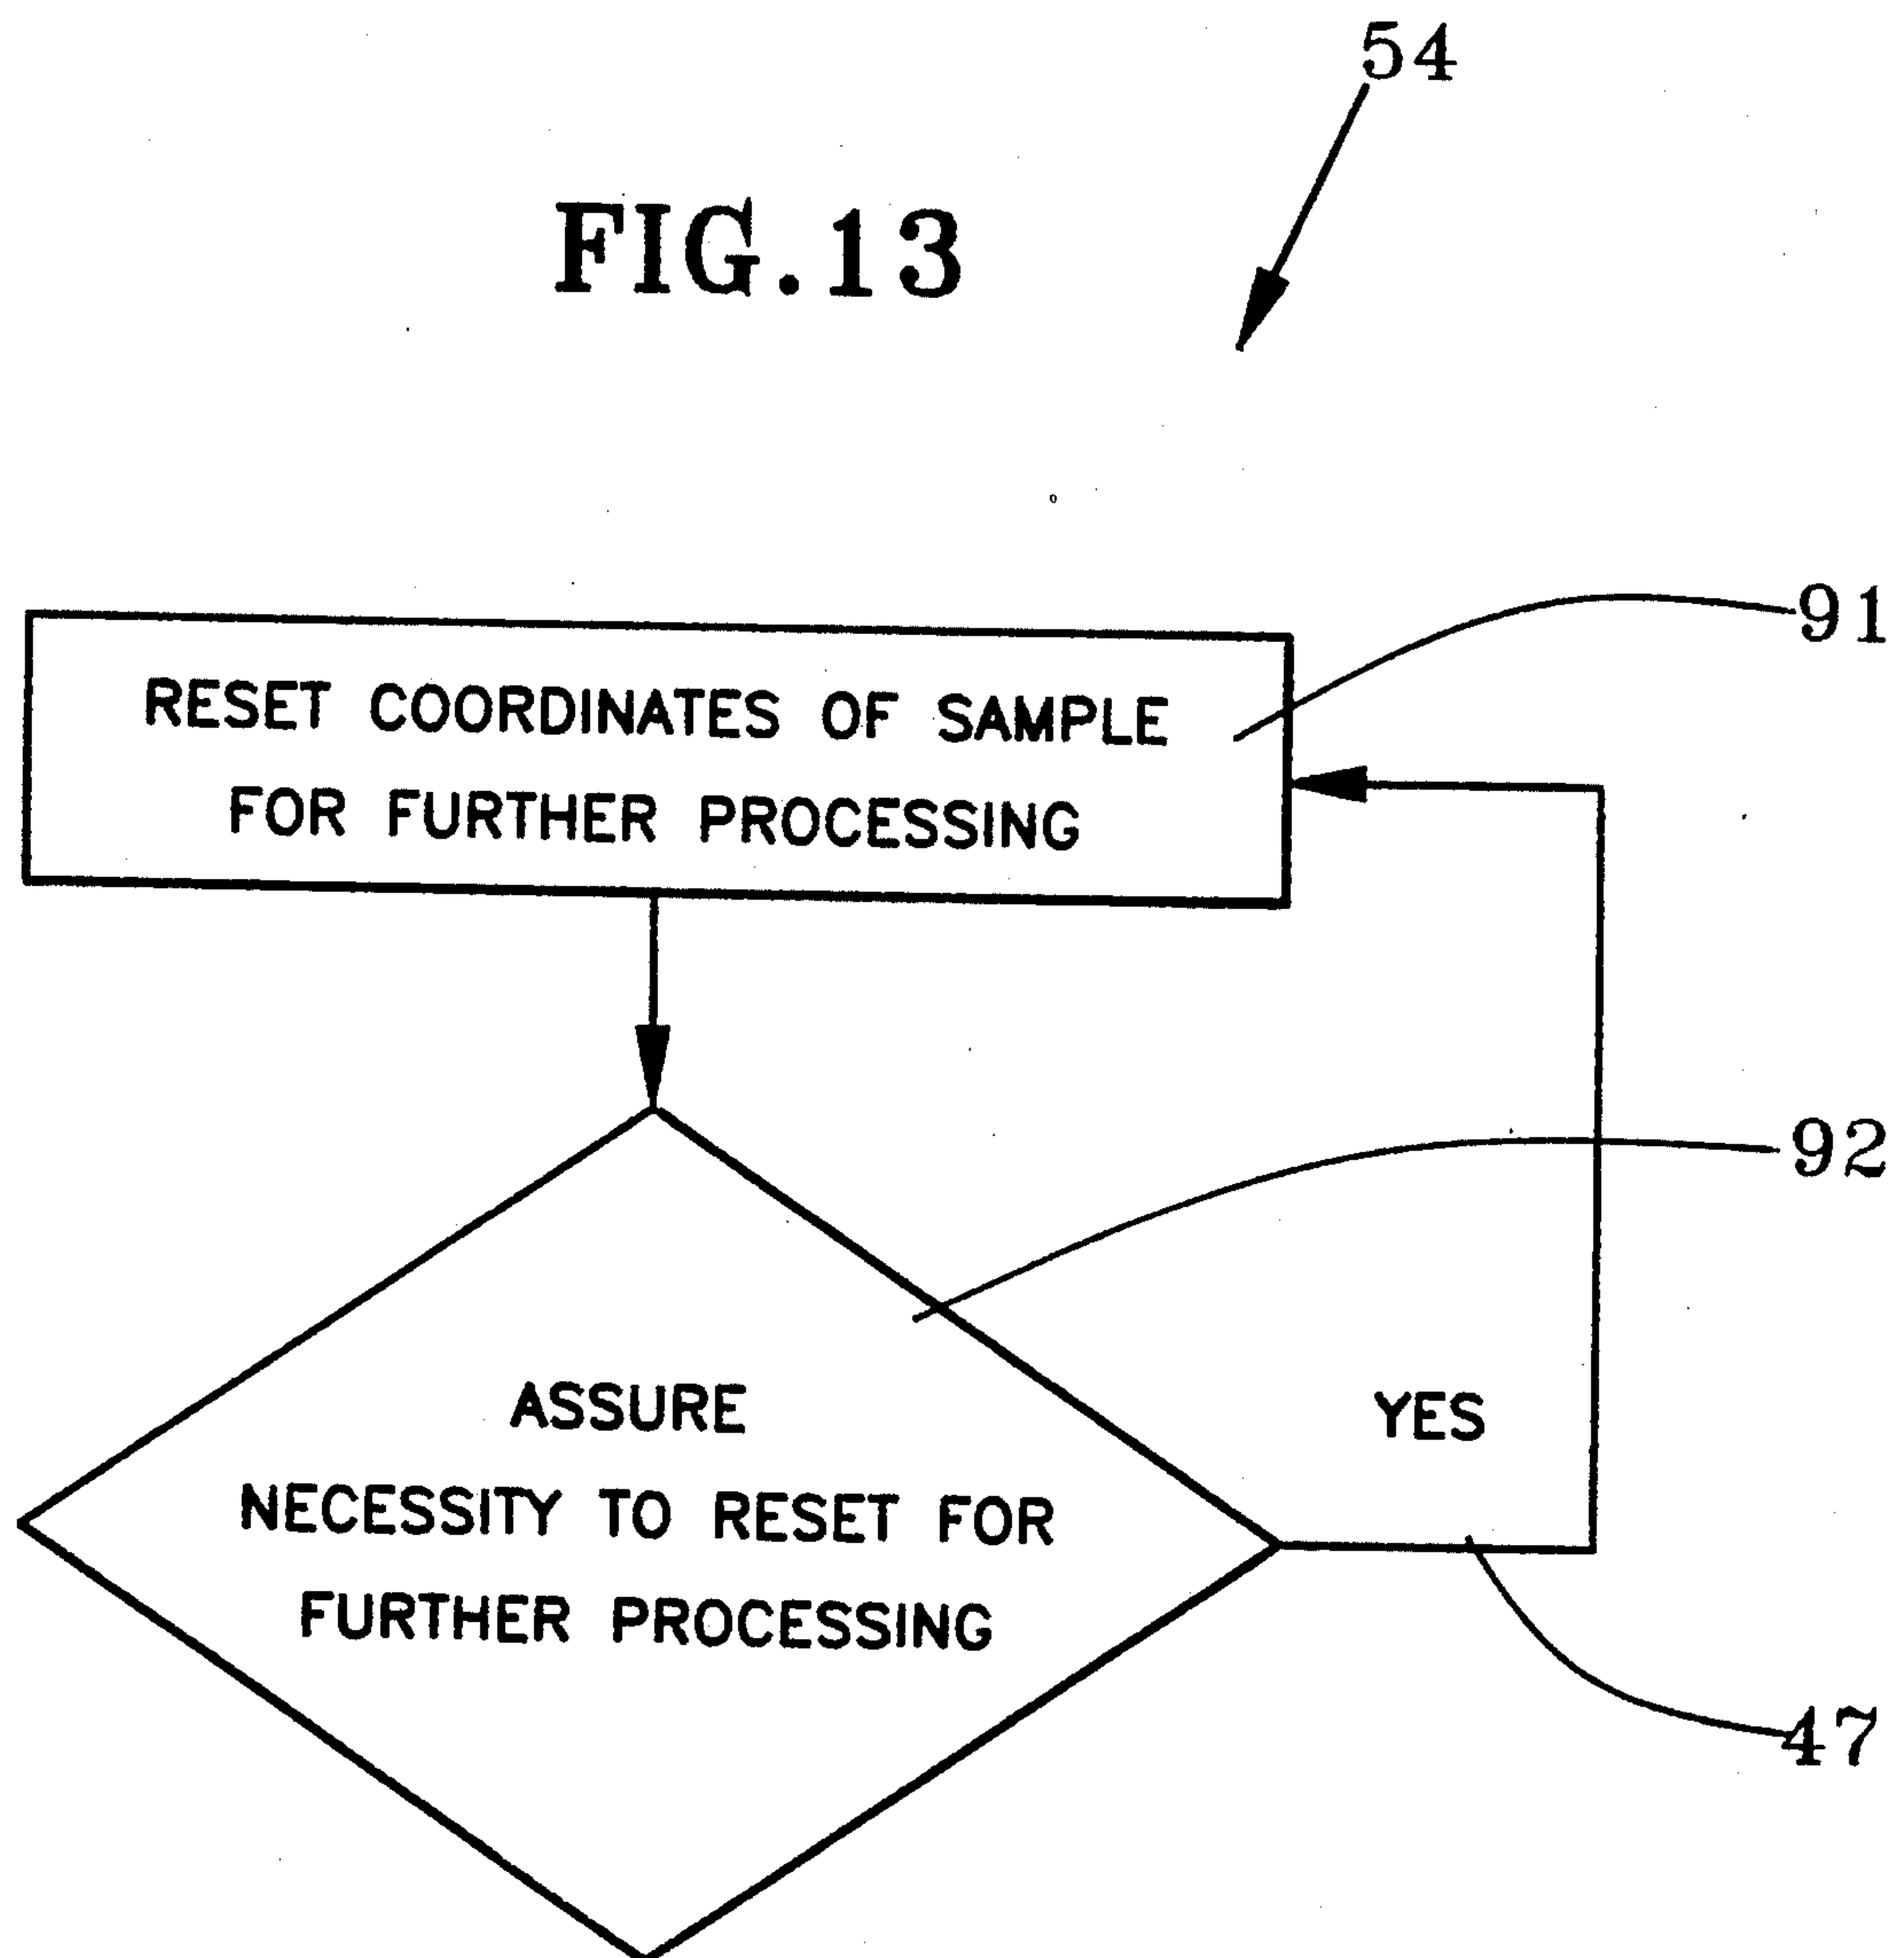 54
FIG.13
91
RESET COORDINATES OF SAMPLE
FOR FURTHER PROCESSING
92
ASSURE
NECESSITY TO RESET FOR
FURTHER PROCESSING
YES
47